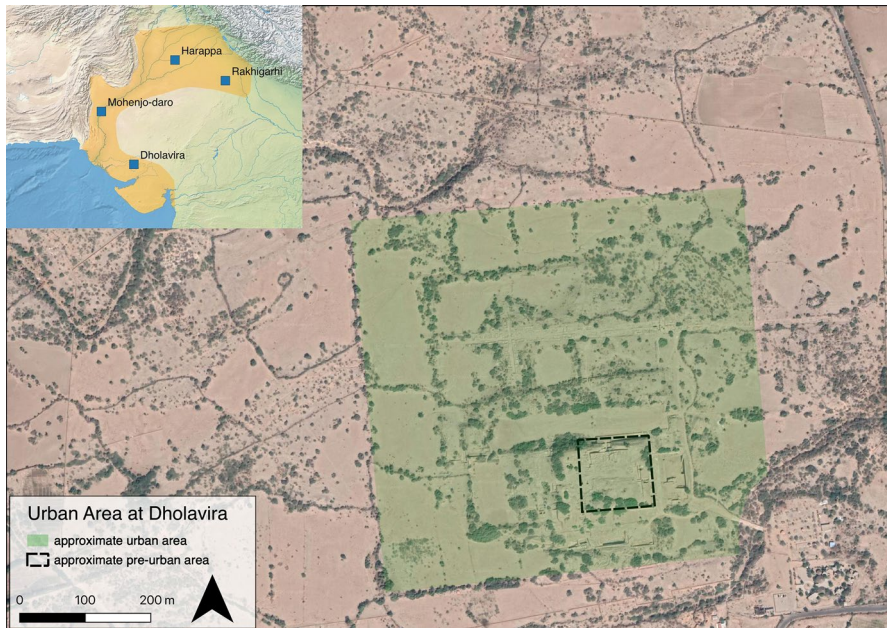 Harappa
Rakhigarhi
Mohenjo-daro
Dholavira
Urban Area at Dholavira
approximate urban area
approximate pre-urban area
0 100 200 m